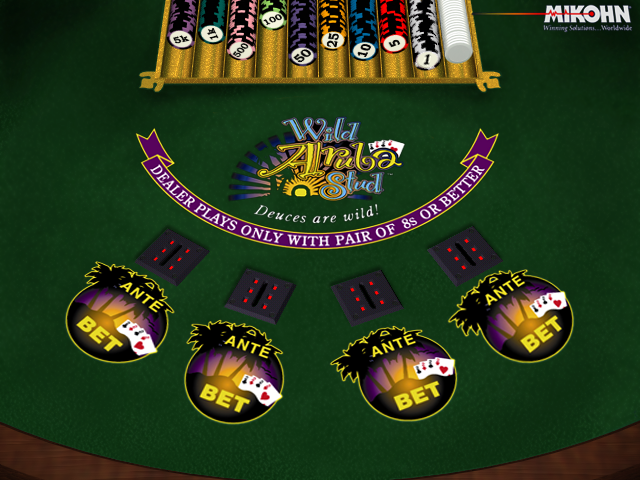 MIKOHN
Winning Solutions...Worldwide
5k 1k 500 100 50 25 10 5 1
Wild
Aruba
Stud™
Deuces are wild!
DEALER PLAYS ONLY WITH PAIR OF 8s OR BETTER
ANTE
BET
ANTE
BET
ANTE
BET
ANTE
BET